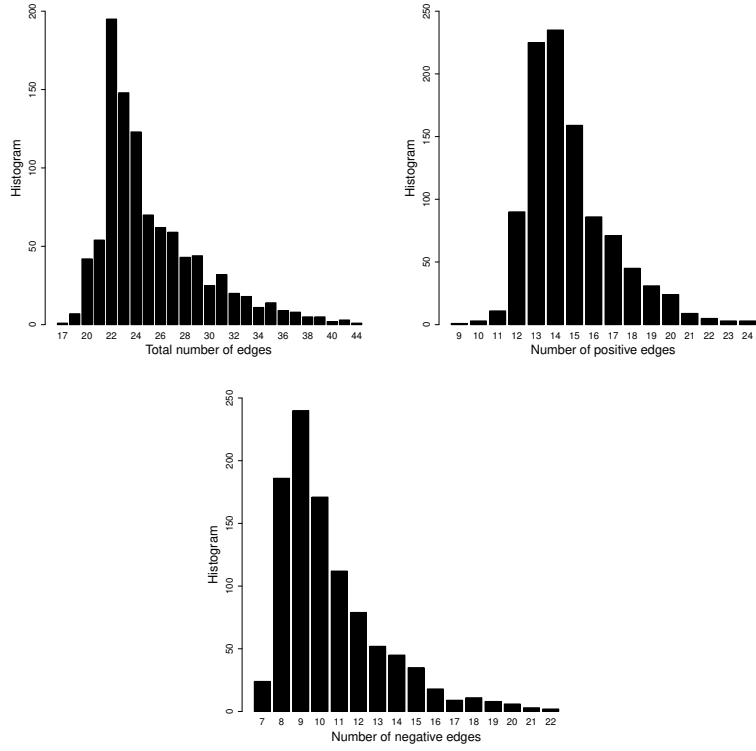 Histogram
0 50 100 150 200
17 20 22 24 26 28 30 32 34 36 38 40 44
Total number of edges
Histogram
0 50 100 150 200 250
9 10 11 12 13 14 15 16 17 18 19 20 21 22 23 24
Number of positive edges
Histogram
0 50 100 150 200 250
7 8 9 10 11 12 13 14 15 16 17 18 19 20 21 22
Number of negative edges